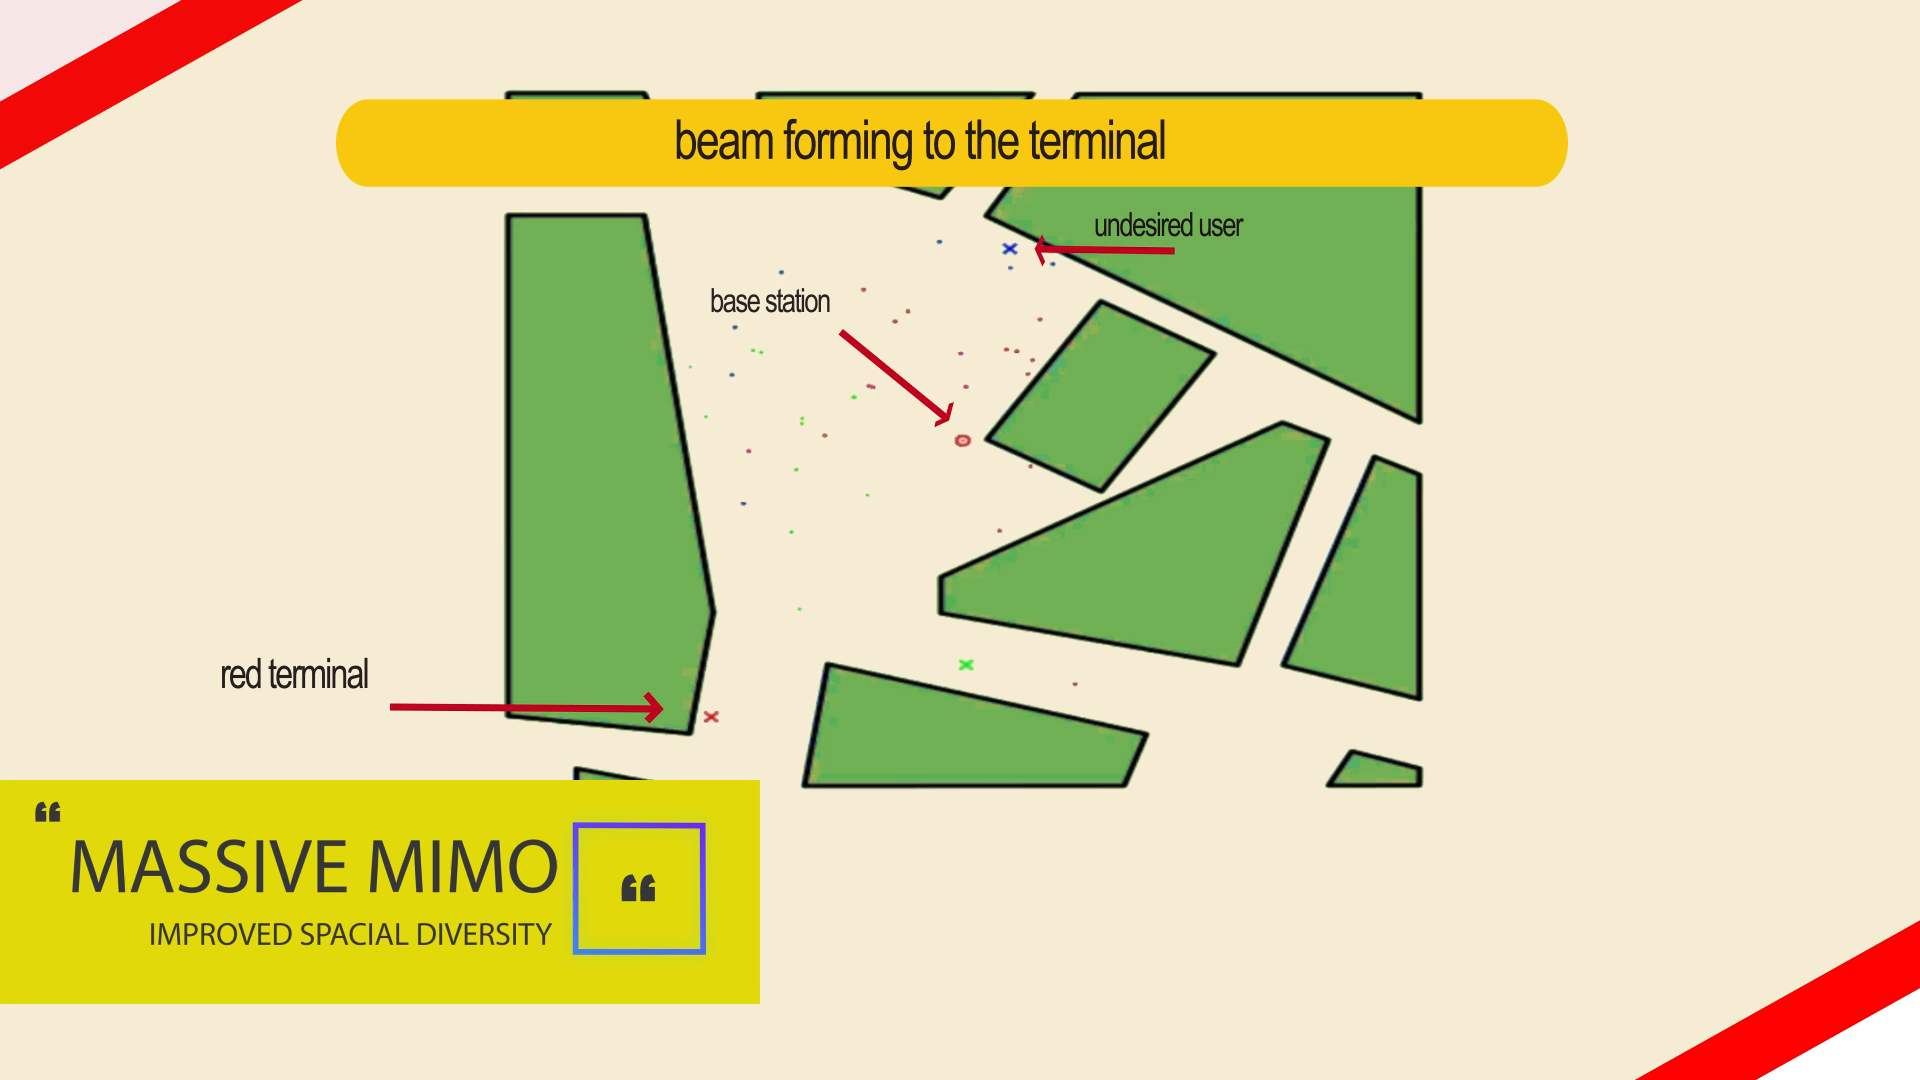 beam forming to the terminal
undesired user
base station
red terminal
“
MASSIVE MIMO
“
IMPROVED SPACIAL DIVERSITY